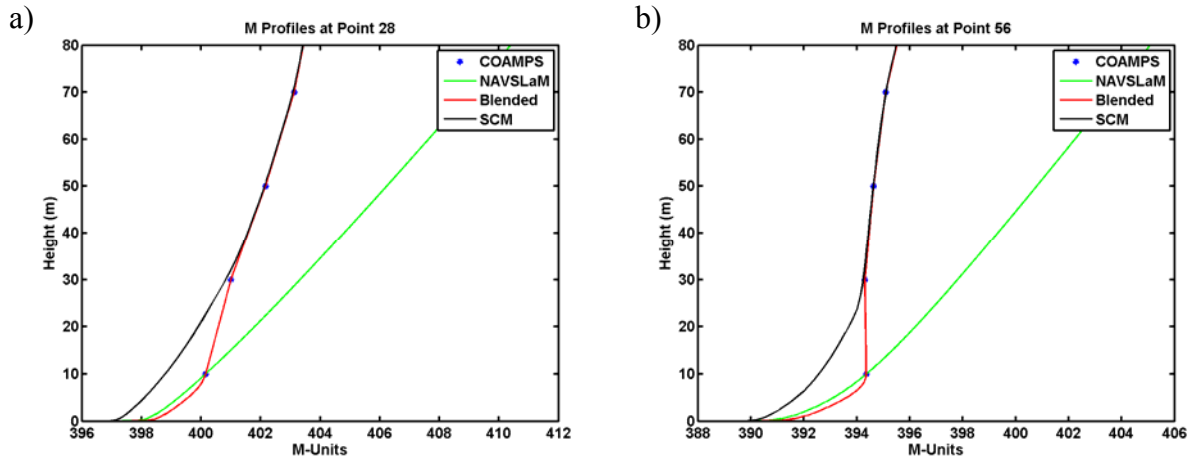 a)
M Profiles at Point 28
80
70
60
50
40
30
20
10
0
Height (m)
396 398 400 402 404 406 408 410 412
M-Units
COAMPS
NAVSLaM
Blended
SCM
b)
M Profiles at Point 56
80
70
60
50
40
30
20
10
0
Height (m)
388 390 392 394 396 398 400 402 404 406
M-Units
COAMPS
NAVSLaM
Blended
SCM